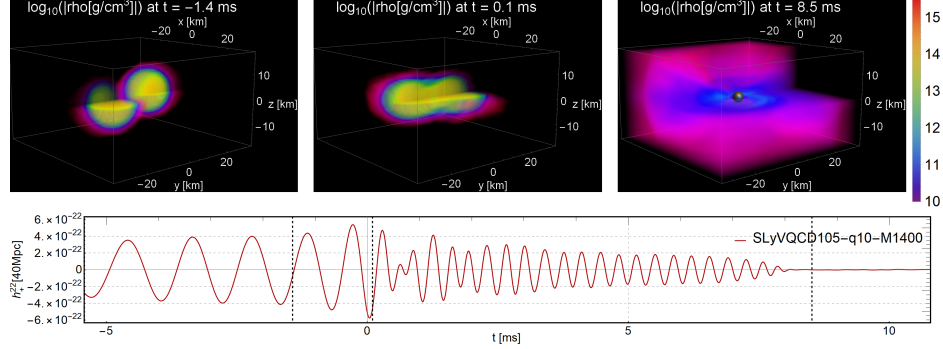 log₁₀(|rho[g/cm³]|) at t = −1.4 ms
x [km]
−20 0 20
10
0 z [km]
−10
−20 0 20
y [km]
log₁₀(|rho[g/cm³]|) at t = 0.1 ms
x [km]
−20 0 20
10
0 z [km]
−10
−20 0 20
y [km]
log₁₀(|rho[g/cm³]|) at t = 8.5 ms
x [km]
−20 0 20
10
0 z [km]
−10
−20 0 20
y [km]
15
14
13
12
11
10
6.×10⁻²²
4.×10⁻²²
2.×10⁻²²
0
−2.×10⁻²²
−4.×10⁻²²
−6.×10⁻²²
h₊²²[40Mpc]
SLyVQCD105−q10−M1400
−5 0 5 10
t [ms]